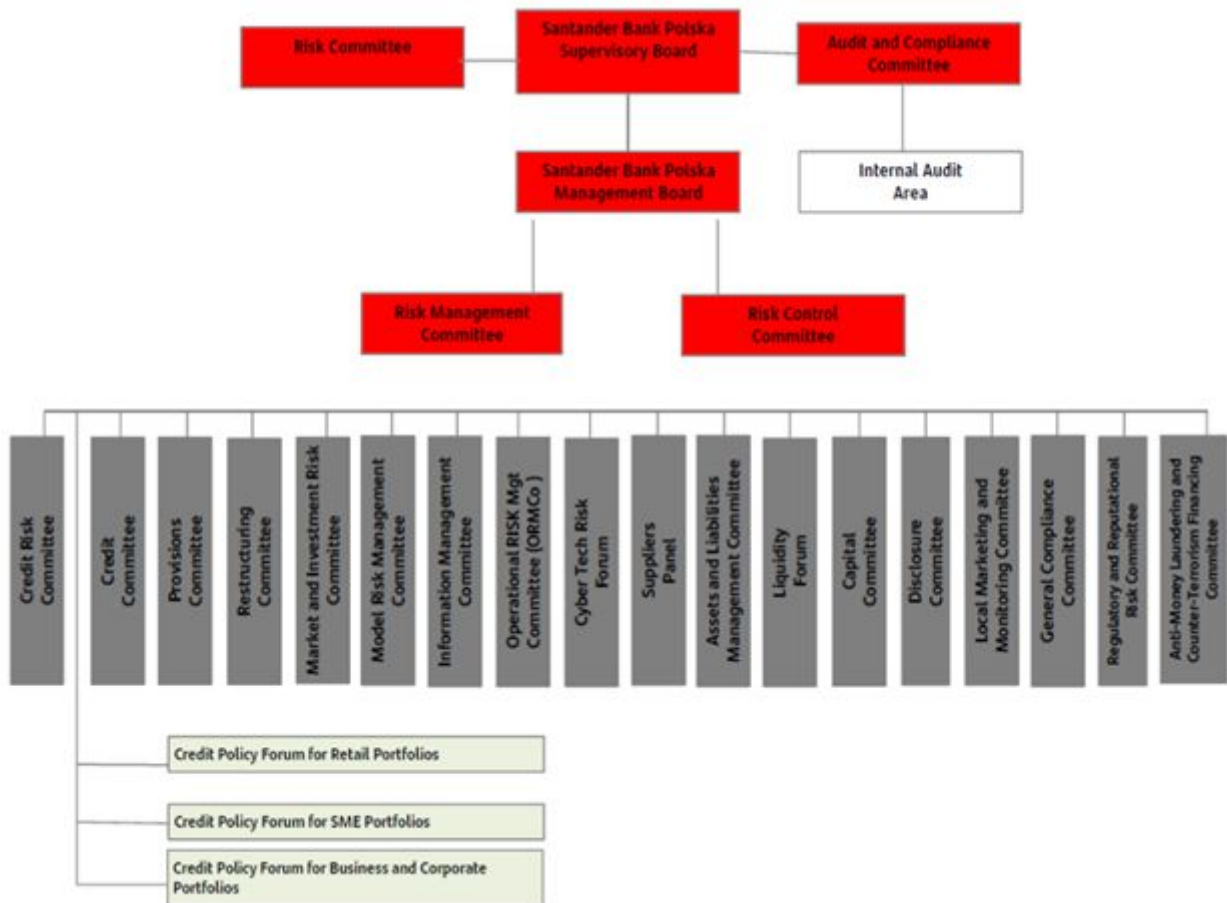 Risk Committee
Santander Bank Polska
Supervisory Board
Audit and Compliance
Committee
Santander Bank Polska
Management Board
Internal Audit
Area
Risk Management
Committee
Risk Control
Committee
Credit Risk
Committee
Credit
Committee
Provisions
Committee
Restructuring
Committee
Market and Investment Risk
Committee
Model Risk Management
Committee
Information Management
Committee
Operational RISK Mgt
Committee (ORMCo )
Cyber Tech Risk
Forum
Suppliers
Panel
Assets and Liabilities
Management Committee
Liquidity
Forum
Capital
Committee
Disclosure
Committee
Local Marketing and
Monitoring Committee
General Compliance
Committee
Regulatory and Reputational
Risk Committee
Anti-Money Laundering and
Counter-Terrorism Financing
Committee
Credit Policy Forum for Retail Portfolios
Credit Policy Forum for SME Portfolios
Credit Policy Forum for Business and Corporate
Portfolios